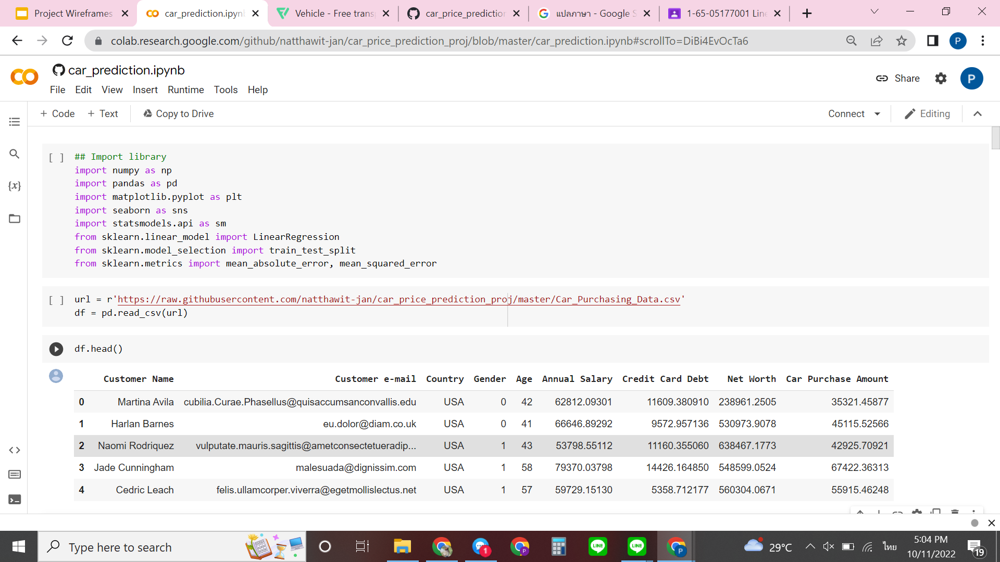 Project Wireframes
car_prediction.ipynb
Vehicle - Free trans
car_price_prediction
แปลภาษา - Google S
1-65-05177001 Line
colab.research.google.com/github/natthawit-jan/car_price_prediction_proj/blob/master/car_prediction.ipynb#scrollTo=DiBi4EvOcTa6
P
car_prediction.ipynb
Share
P
File Edit View Insert Runtime Tools Help
+ Code + Text Copy to Drive
Connect Editing
[ ] ## Import library
import numpy as np
import pandas as pd
import matplotlib.pyplot as plt
import seaborn as sns
import statsmodels.api as sm
from sklearn.linear_model import LinearRegression
from sklearn.model_selection import train_test_split
from sklearn.metrics import mean_absolute_error, mean_squared_error
{x}
[ ] url = r'https://raw.githubusercontent.com/natthawit-jan/car_price_prediction_proj/master/Car_Purchasing_Data.csv'
df = pd.read_csv(url)
df.head()
Customer Name Customer e-mail Country Gender Age Annual Salary Credit Card Debt Net Worth Car Purchase Amount
0 Martina Avila cubilia.Curae.Phasellus@quisaccumsanconvallis.edu USA 0 42 62812.09301 11609.380910 238961.2505 35321.45877
1 Harlan Barnes eu.dolor@diam.co.uk USA 0 41 66646.89292 9572.957136 530973.9078 45115.52566
2 Naomi Rodriquez vulputate.mauris.sagittis@ametconsectetueradip... USA 1 43 53798.55112 11160.355060 638467.1773 42925.70921
3 Jade Cunningham malesuada@dignissim.com USA 1 58 79370.03798 14426.164850 548599.0524 67422.36313
4 Cedric Leach felis.ullamcorper.viverra@egetmollislectus.net USA 1 57 59729.15130 5358.712177 560304.0671 55915.46248
Type here to search
1
P
LINE
LINE
P
29°C
ไทย
5:04 PM
10/11/2022
19